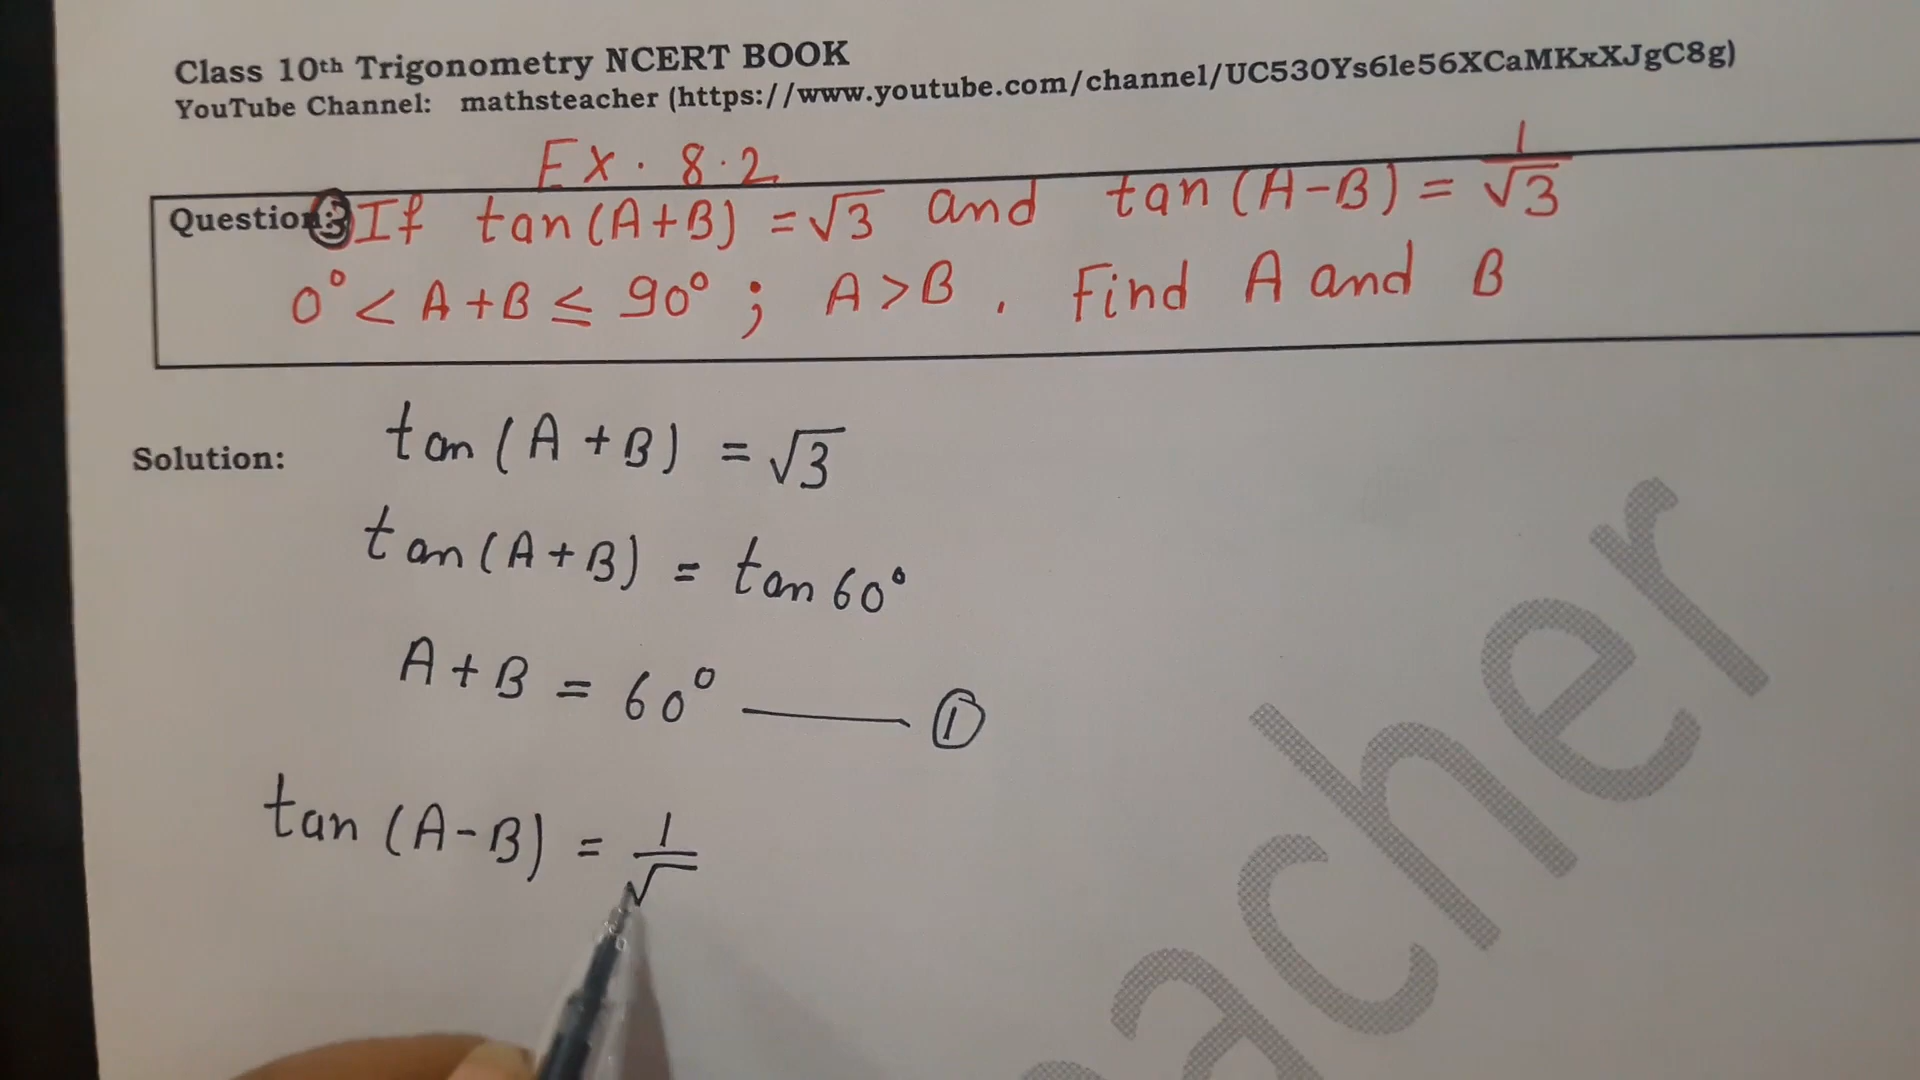 Class 10th Trigonometry NCERT BOOK
YouTube Channel: mathsteacher (https://www.youtube.com/channel/UC530Ys6le56XCaMKxXJgC8g)
Ex. 8.2
Question:3 If tan(A+B) = √3 and tan(A-B) = 1/√3
0° < A+B ≤ 90° ; A>B . Find A and B
Solution: tan(A+B) = √3
tan(A+B) = tan 60°
A+B = 60° —— ①
tan (A-B) = 1/√
acher